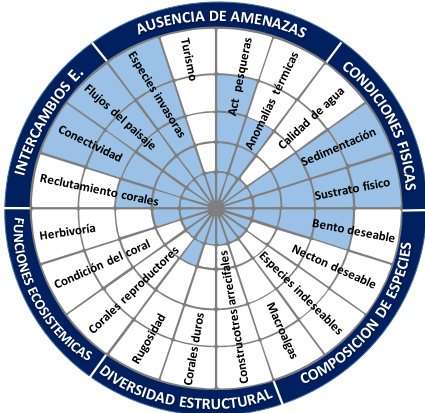 AUSENCIA DE AMENAZAS
Turismo
Act pesqueras
Anomalías térmicas
CONDICIONES FISICAS
Calidad de agua
Sedimentación
Sustrato físico
COMPOSICION DE ESPECIES
Bento deseable
Necton deseable
Especies indeseables
Macroalgas
DIVERSIDAD ESTRUCTURAL
Construcotres arrecifales
Corales duros
Rugosidad
FUNCIONES ECOSISTEMICAS
Corales reproductores
Condición del coral
Herbivoría
Reclutamiento corales
INTERCAMBIOS E.
Conectividad
Flujos del paisaje
Especies invasoras